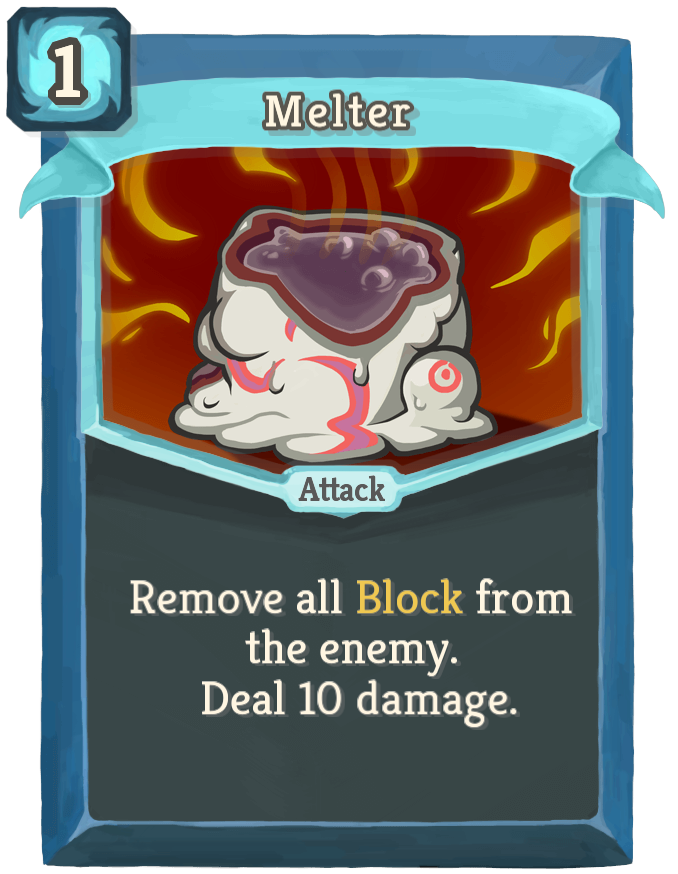 1
Melter
Attack
Remove all Block from
the enemy.
Deal 10 damage.